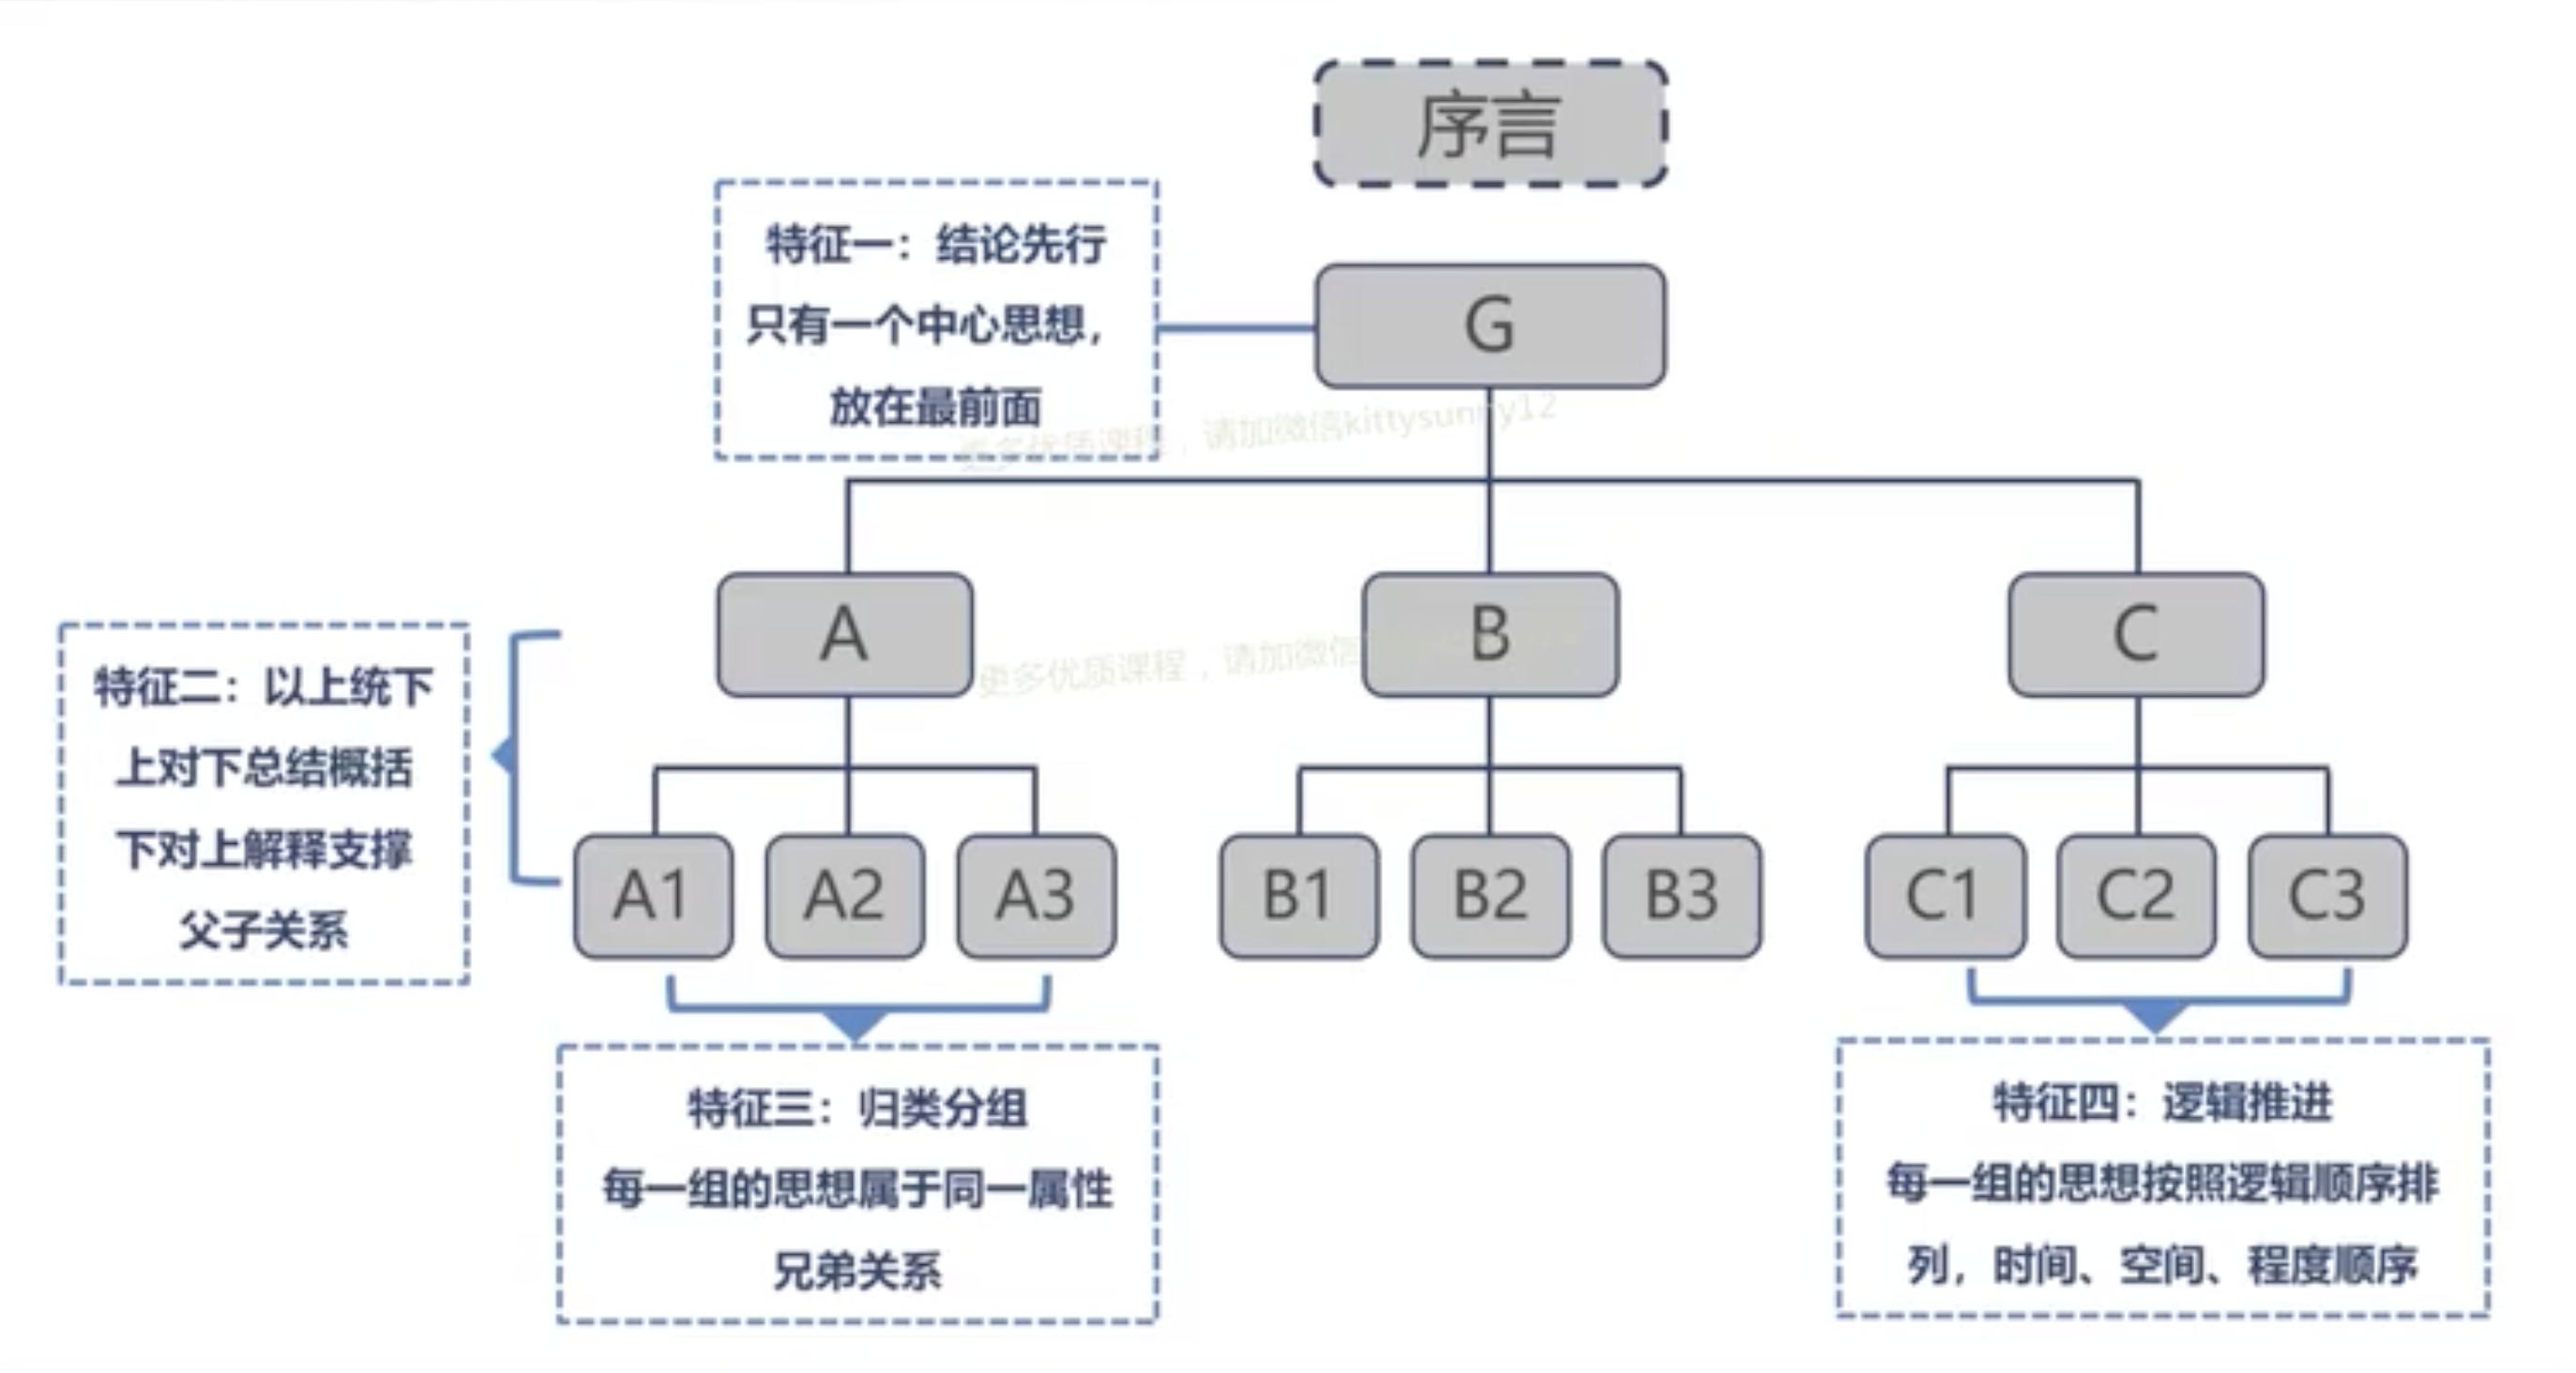 序言
特征一：结论先行
只有一个中心思想，
放在最前面
G
更多优质课程，请加微信kittysunny12
A
B
C
更多优质课程，请加微信
特征二：以上统下
上对下总结概括
下对上解释支撑
父子关系
A1
A2
A3
B1
B2
B3
C1
C2
C3
特征三：归类分组
每一组的思想属于同一属性
兄弟关系
特征四：逻辑推进
每一组的思想按照逻辑顺序排
列，时间、空间、程度顺序